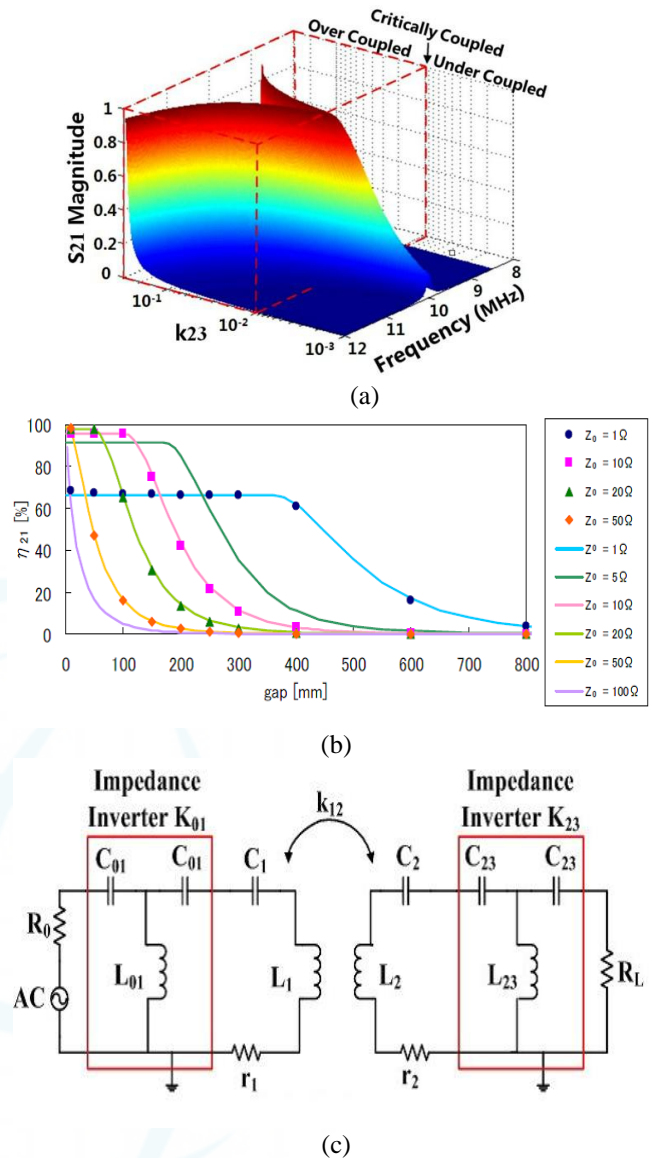 Critically Coupled
Over Coupled
Under Coupled
S21 Magnitude
1
0.8
0.6
0.4
0.2
0
10-1
10-2
10-3
k23
12
11
10
9
8
Frequency (MHz)
(a)
η 21 [%]
100
80
60
40
20
0
0 100 200 300 400 500 600 700 800
gap [mm]
Z₀ = 1Ω
Z₀ = 10Ω
Z⁰ = 20Ω
Z⁰ = 50Ω
Z⁰ = 1Ω
Z⁰ = 5Ω
Z₀ = 10Ω
Z₀ = 20Ω
Z₀ = 50Ω
Z₀ = 100Ω
(b)
Impedance
Inverter K01
k12
Impedance
Inverter K23
C01 C01 C1 C2 C23 C23
R0
L01 L1 L2 L23 RL
AC
r1 r2
(c)